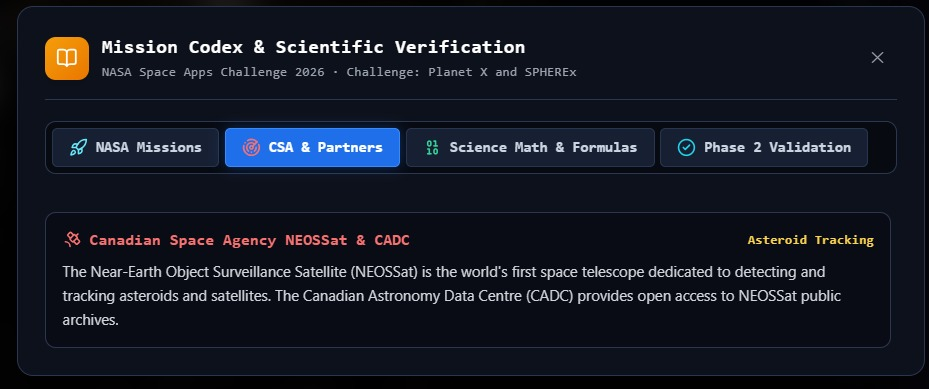 Mission Codex & Scientific Verification
NASA Space Apps Challenge 2026 · Challenge: Planet X and SPHEREx
NASA Missions
CSA & Partners
01
10
Science Math & Formulas
Phase 2 Validation
Canadian Space Agency NEOSSat & CADC
Asteroid Tracking
The Near-Earth Object Surveillance Satellite (NEOSSat) is the world's first space telescope dedicated to detecting and
tracking asteroids and satellites. The Canadian Astronomy Data Centre (CADC) provides open access to NEOSSat public
archives.